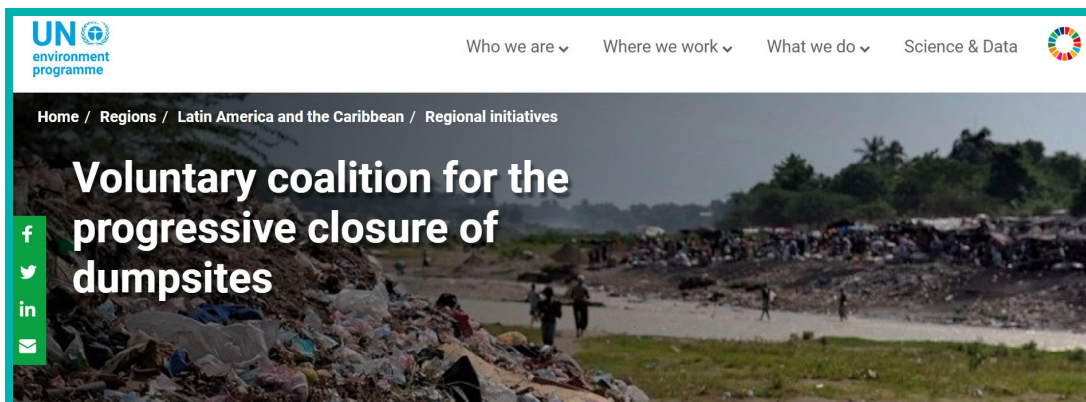 UN
environment
programme
Who we are
Where we work
What we do
Science & Data
Home / Regions / Latin America and the Caribbean / Regional initiatives
Voluntary coalition for the
progressive closure of
dumpsites
f
in